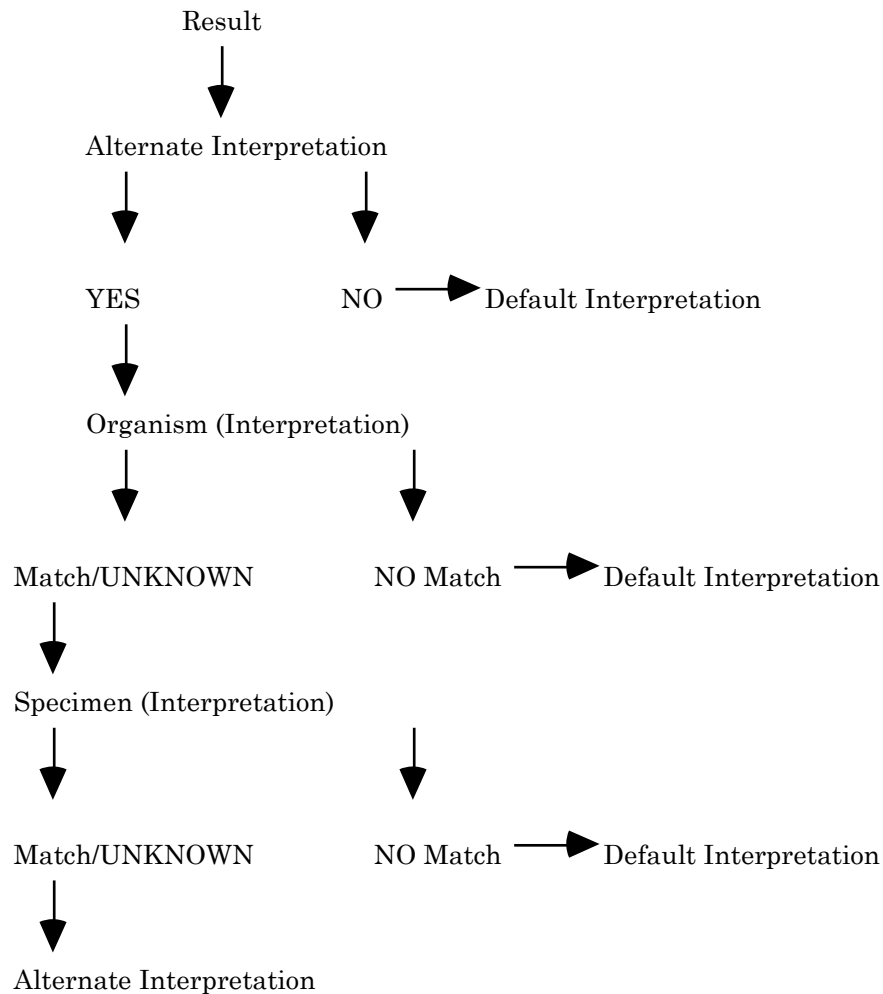 Result
Alternate Interpretation
YES NO Default Interpretation
Organism (Interpretation)
Match/UNKNOWN NO Match Default Interpretation
Specimen (Interpretation)
Match/UNKNOWN NO Match Default Interpretation
Alternate Interpretation